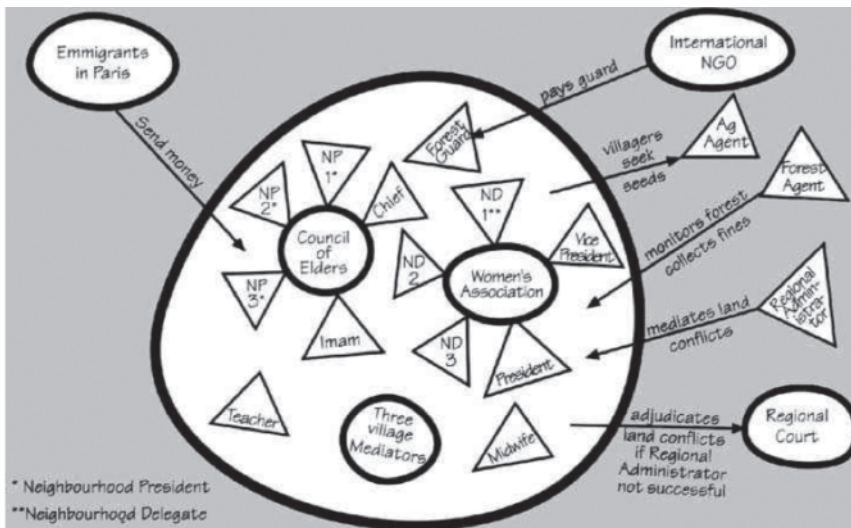 Emmigrants
in Paris
Send money
International
NGO
pays guard
Forest
Guard
villagers
seek
seeds
Ag
Agent
Forest
Agent
monitors forest
collects fines
Regional
Admin-
istra-
tor
mediates land
conflicts
NP
1*
NP
2*
Chief
Council
of
Elders
NP
3*
Imam
ND
1**
Vice
President
ND
2
Women's
Association
ND
3
President
Teacher
Three
village
Mediators
Midwife
adjudicates
land conflicts
if Regional
Administrator
not successful
Regional
Court
* Neighbourhood President
**Neighbourhood Delegate